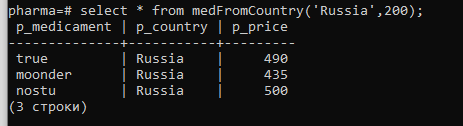 pharma=# select * from medFromCountry('Russia',200);
 p_medicament | p_country | p_price
--------------+-----------+---------
 true         | Russia    |     490
 moonder      | Russia    |     435
 nostu        | Russia    |     500
(3 строки)